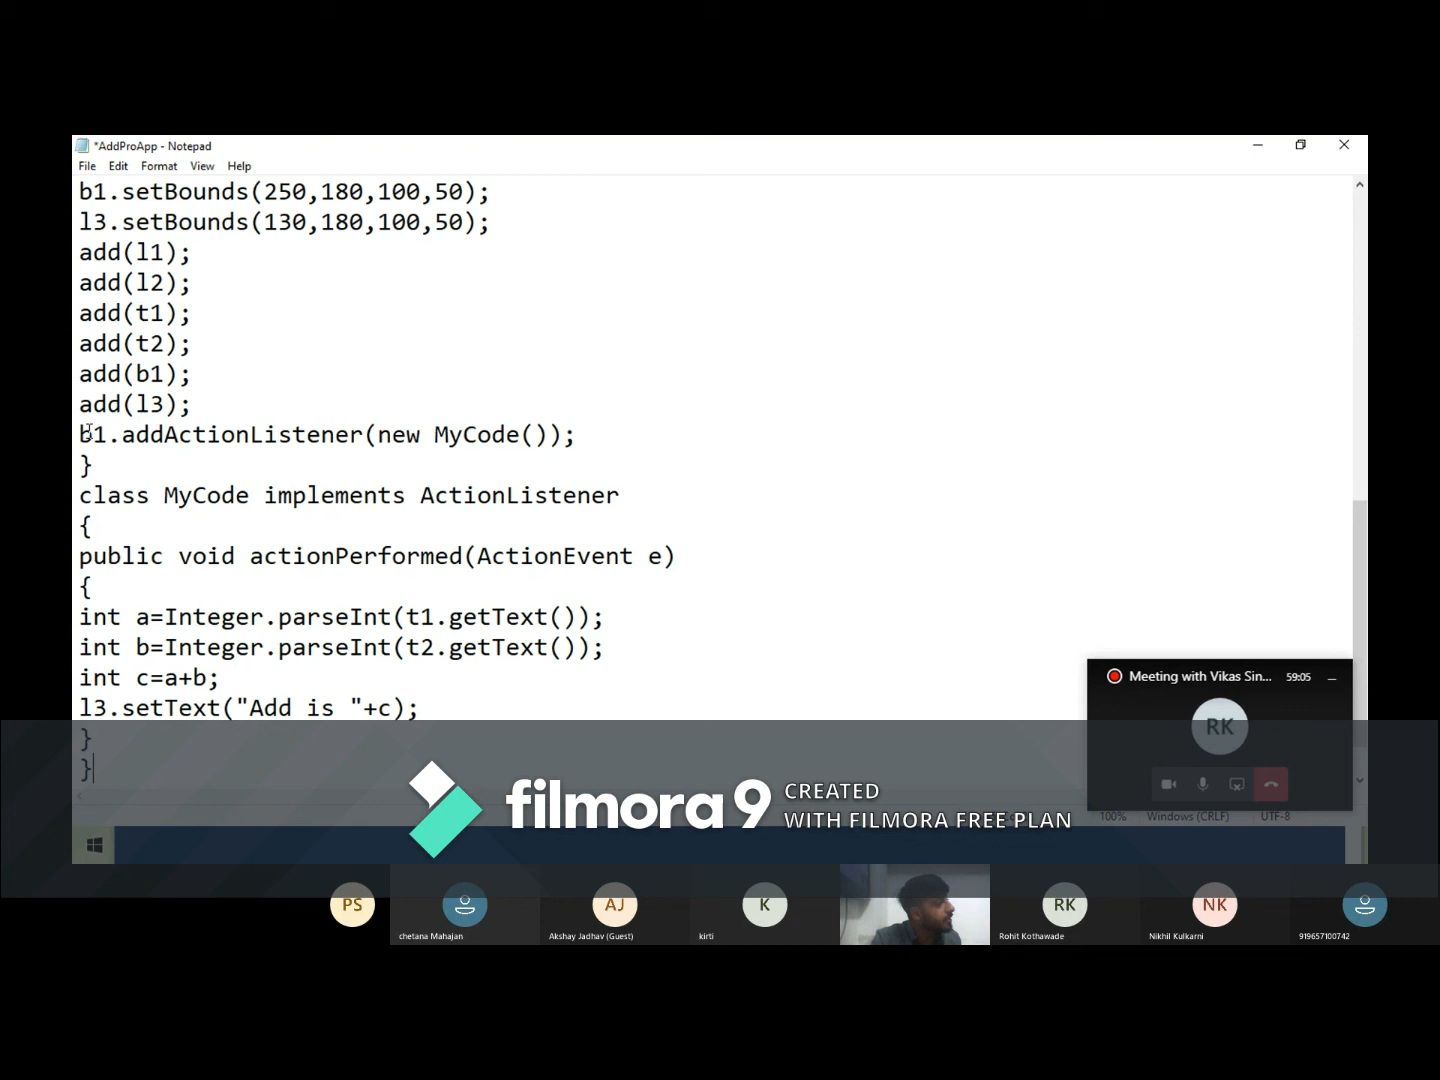 *AddProApp - Notepad
File Edit Format View Help
b1.setBounds(250,180,100,50);
l3.setBounds(130,180,100,50);
add(l1);
add(l2);
add(t1);
add(t2);
add(b1);
add(l3);
b1.addActionListener(new MyCode());
}
class MyCode implements ActionListener
{
public void actionPerformed(ActionEvent e)
{
int a=Integer.parseInt(t1.getText());
int b=Integer.parseInt(t2.getText());
int c=a+b;
l3.setText("Add is "+c);
}
}
Meeting with Vikas Sin... 59:05
RK
filmora9 CREATED
WITH FILMORA FREE PLAN
100% Windows (CRLF) UTF-8
PS AJ K RK NK
chetana Mahajan Akshay Jadhav (Guest) kirti Rohit Kothawade Nikhil Kulkarni 919657100742